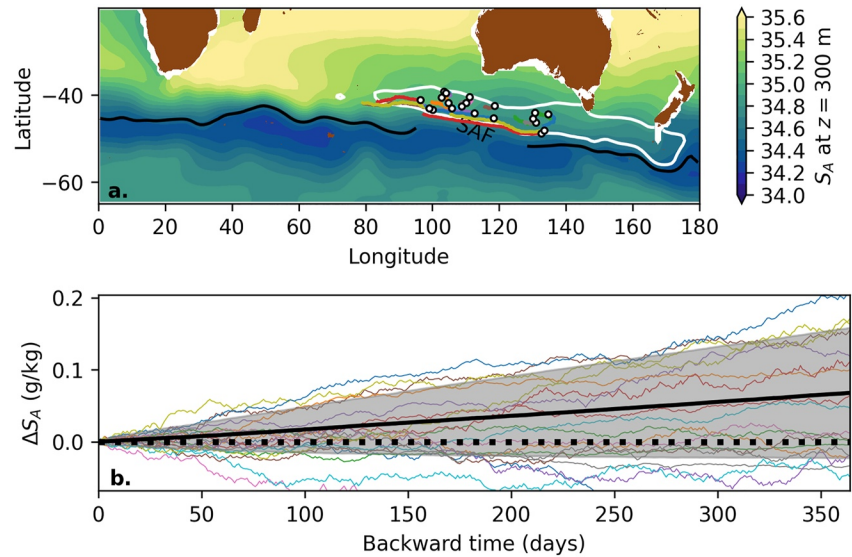 −40
−60
Latitude
SAF
a.
0 20 40 60 80 100 120 140 160 180
Longitude
35.6
35.4
35.2
35.0
34.8
34.6
34.4
34.2
34.0
S_A at z = 300 m
0.2
0.1
0.0
ΔS_A (g/kg)
b.
0 50 100 150 200 250 300 350
Backward time (days)